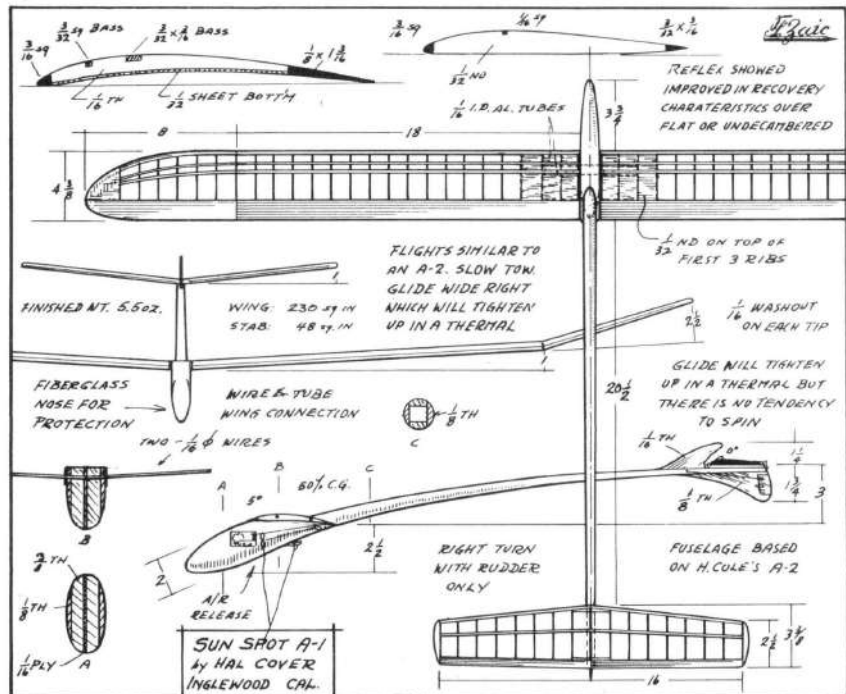 3/32 sq BASS
3/32 x 3/16 BASS
3/16 sq
1/8 x 1 3/16
1/16 TH
1/32 SHEET BOTT'M
3/16 sq
1/16 sq
3/32 x 3/16
1/32 ND
F. Zaic
REFLEX SHOWED
IMPROVED IN RECOVERY
CHARATERISTICS OVER
FLAT OR UNDECAMBERED
1/16 I.D. AL. TUBES
3 3/4
8
18
4 3/8
1/32 ND ON TOP OF
FIRST 3 RIBS
FLIGHTS SIMILAR TO
AN A-2. SLOW TOW.
GLIDE WIDE RIGHT
WHICH WILL TIGHTEN
UP IN A THERMAL
1
FINISHED WT. 5.5 oz.
WING: 230 sq in
STAB: 48 sq. in
2 1/2
1/16 WASHOUT
ON EACH TIP
1
FIBERGLASS
NOSE FOR
PROTECTION
WIRE & TUBE
WING CONNECTION
1/8 TH
C
20 1/2
GLIDE WILL TIGHTEN
UP IN A THERMAL BUT
THERE IS NO TENDENCY
TO SPIN
TWO - 1/16 ø WIRES
B
1/16 TH
0°
1 1/4
1 3/4
3
1/8 TH
A
B
C
5°
60% C.G.
2 1/2
2
A/R
RELEASE
RIGHT TURN
WITH RUDDER
ONLY
FUSELAGE BASED
ON H. COLE'S A-2
3/8 TH
1/8 TH
1/16 PLY
A
SUN SPOT A-1
by HAL COVER
INGLEWOOD CAL.
2 1/2
3 3/8
16